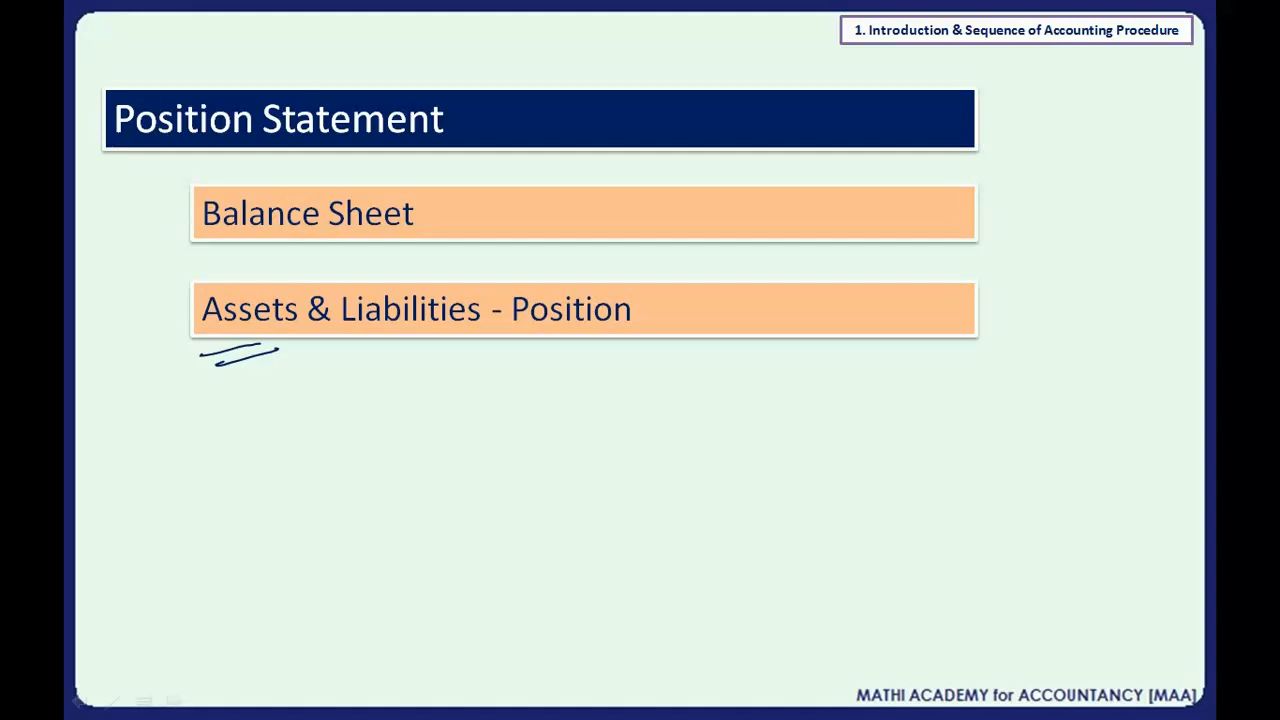 1. Introduction & Sequence of Accounting Procedure
Position Statement
Balance Sheet
Assets & Liabilities - Position
MATHI ACADEMY for ACCOUNTANCY [MAA]